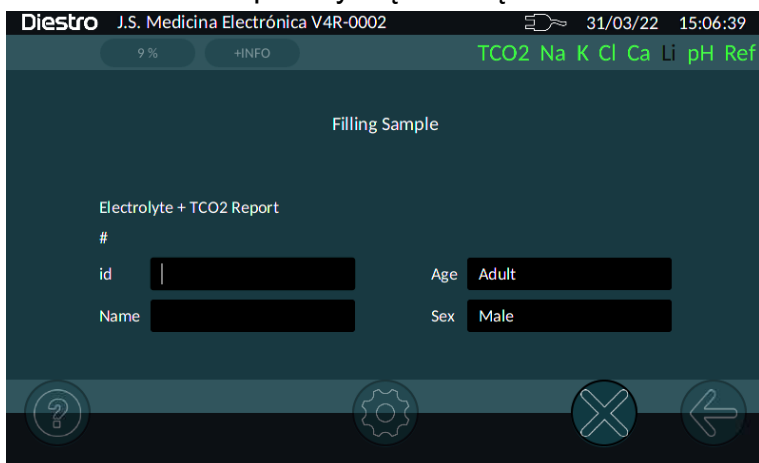 Diestro J.S. Medicina Electrónica V4R-0002 31/03/22 15:06:39
9 % +INFO TCO2 Na K Cl Ca Li pH Ref
Filling Sample
Electrolyte + TCO2 Report
#
id Age Adult
Name Sex Male
?